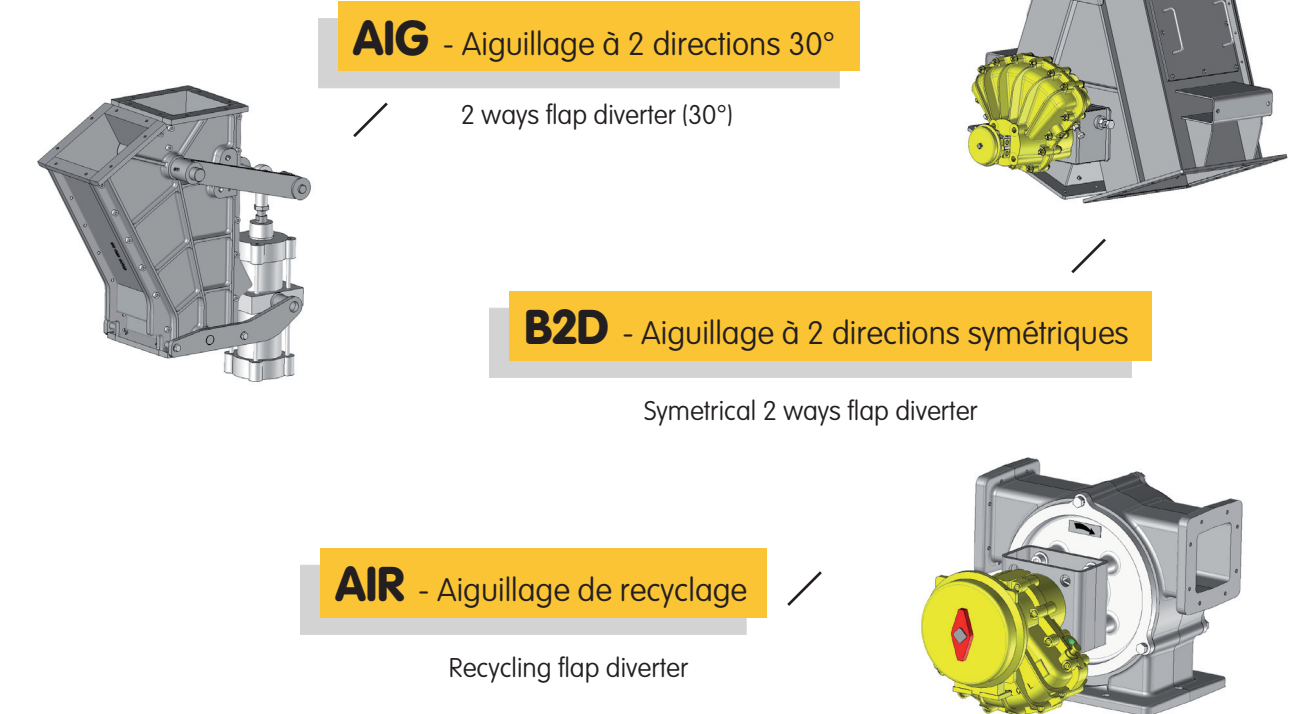 AIG - Aiguillage à 2 directions 30°
2 ways flap diverter (30°)
B2D - Aiguillage à 2 directions symétriques
Symetrical 2 ways flap diverter
AIR - Aiguillage de recyclage
Recycling flap diverter